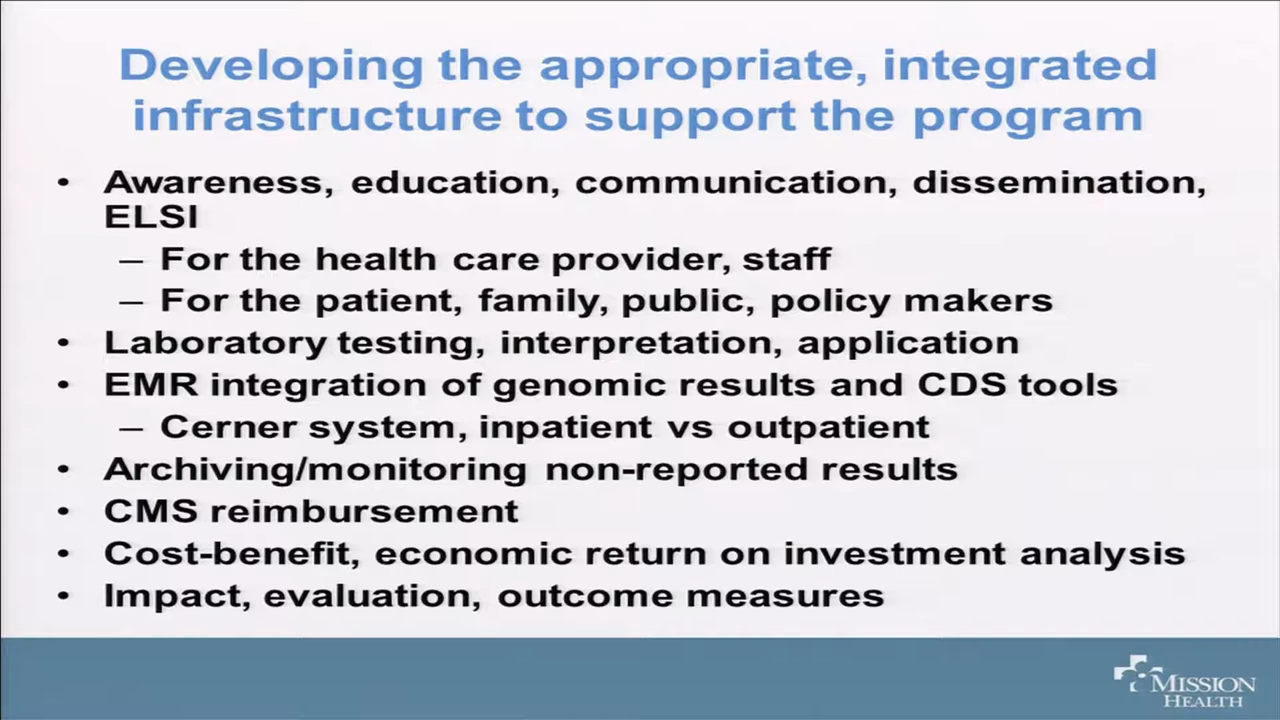 Developing the appropriate, integrated
infrastructure to support the program
• Awareness, education, communication, dissemination,
ELSI
– For the health care provider, staff
– For the patient, family, public, policy makers
• Laboratory testing, interpretation, application
• EMR integration of genomic results and CDS tools
– Cerner system, inpatient vs outpatient
• Archiving/monitoring non-reported results
• CMS reimbursement
• Cost-benefit, economic return on investment analysis
• Impact, evaluation, outcome measures
MISSION
HEALTH